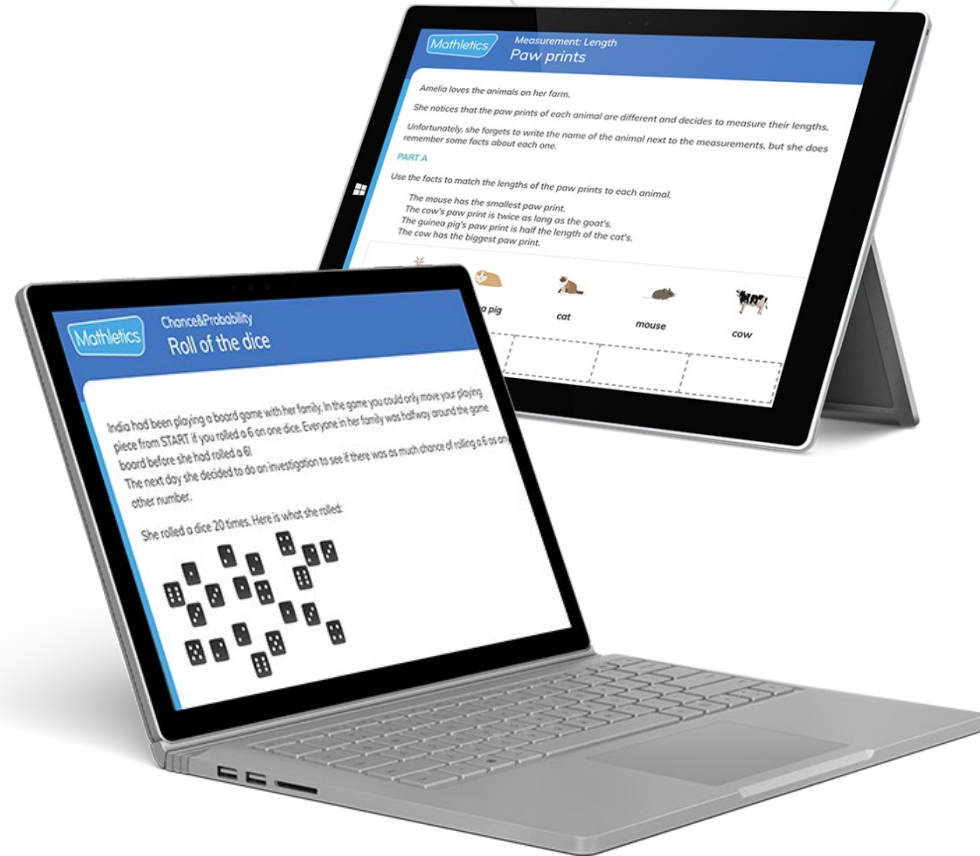 Mathletics
Measurement: Length
Paw prints
Amelia loves the animals on her farm.
She notices that the paw prints of each animal are different and decides to measure their lengths.
Unfortunately, she forgets to write the name of the animal next to the measurements, but she does
remember some facts about each one.
PART A
Use the facts to match the lengths of the paw prints to each animal.
The mouse has the smallest paw print.
The cow's paw print is twice as long as the goat's.
The guinea pig's paw print is half the length of the cat's.
The cow has the biggest paw print.
a pig
cat
mouse
cow
Mathletics
Chance&Probability
Roll of the dice
India had been playing a board game with her family. In the game you could only move your playing
piece from START if you rolled a 6 on one dice. Everyone in her family was halfway around the game
board before she had rolled a 6!
The next day she decided to do an investigation to see if there was as much chance of rolling a 6 as an
other number.
She rolled a dice 20 times. Here is what she rolled: